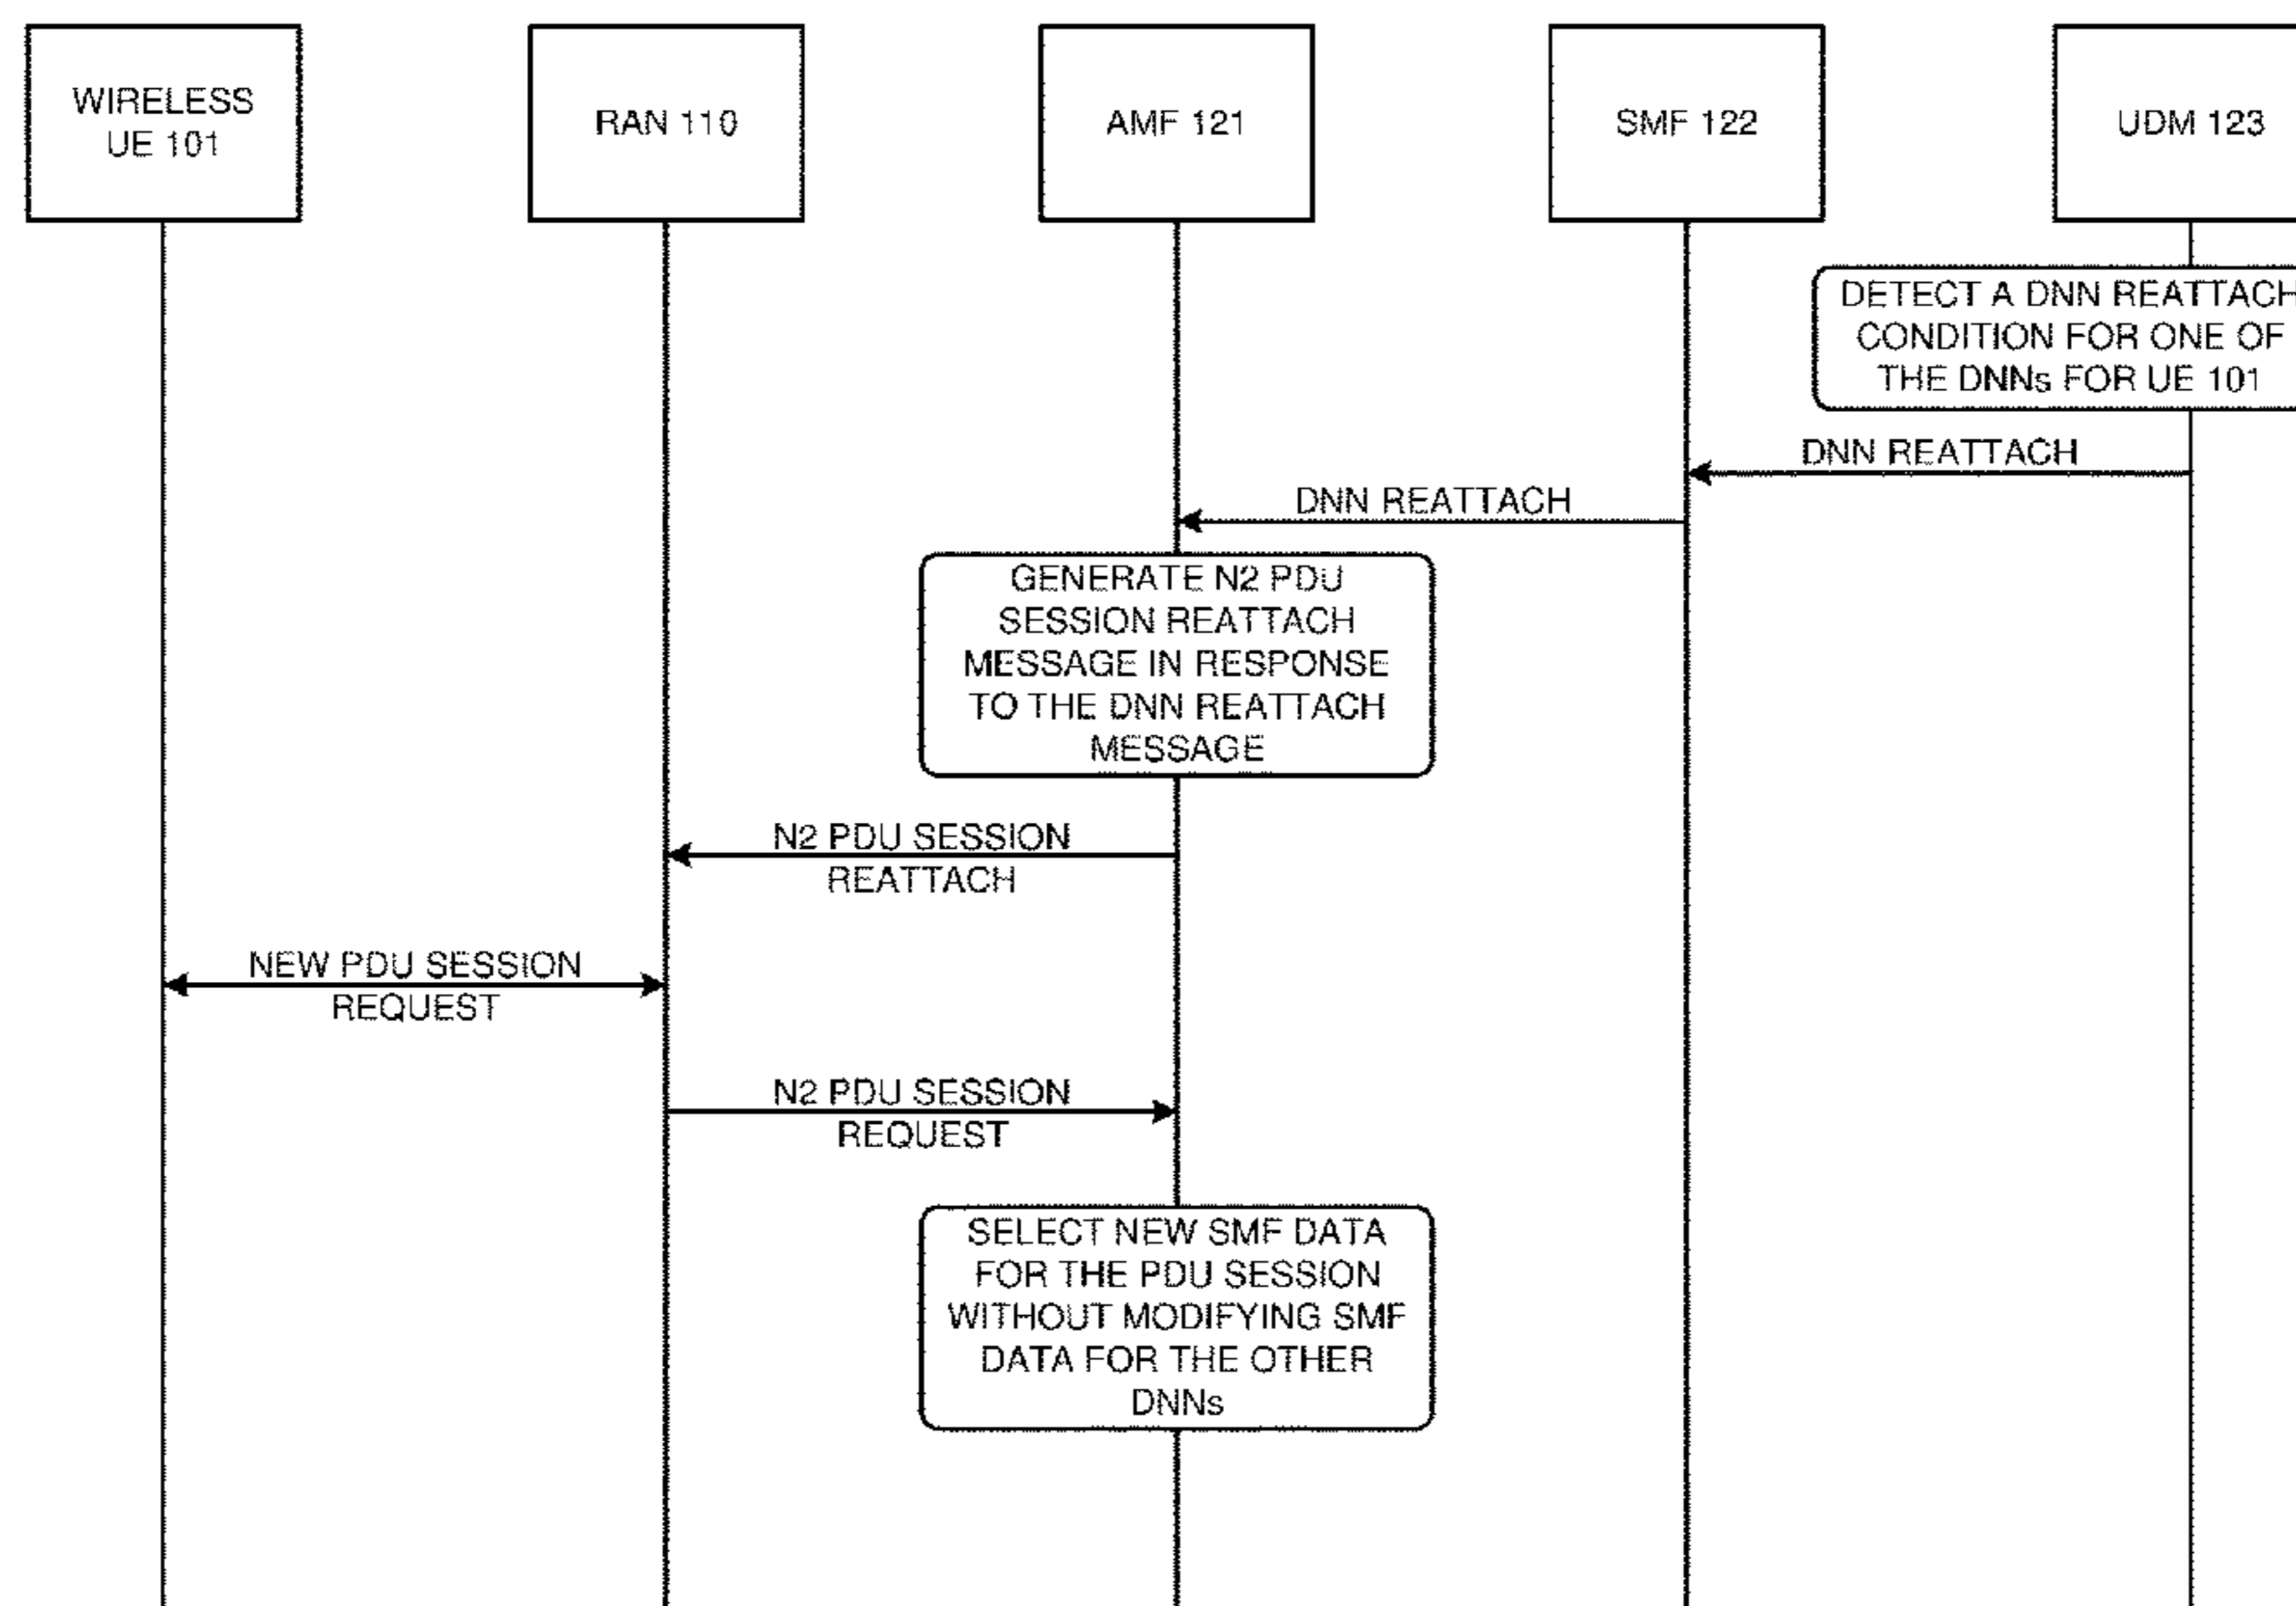 WIRELESS
UE 101
RAN 110
AMF 121
SMF 122
UDM 123
DETECT A DNN REATTACH
CONDITION FOR ONE OF
THE DNNs FOR UE 101
DNN REATTACH
DNN REATTACH
GENERATE N2 PDU
SESSION REATTACH
MESSAGE IN RESPONSE
TO THE DNN REATTACH
MESSAGE
N2 PDU SESSION
REATTACH
NEW PDU SESSION
REQUEST
N2 PDU SESSION
REQUEST
SELECT NEW SMF DATA
FOR THE PDU SESSION
WITHOUT MODIFYING SMF
DATA FOR THE OTHER
DNNs